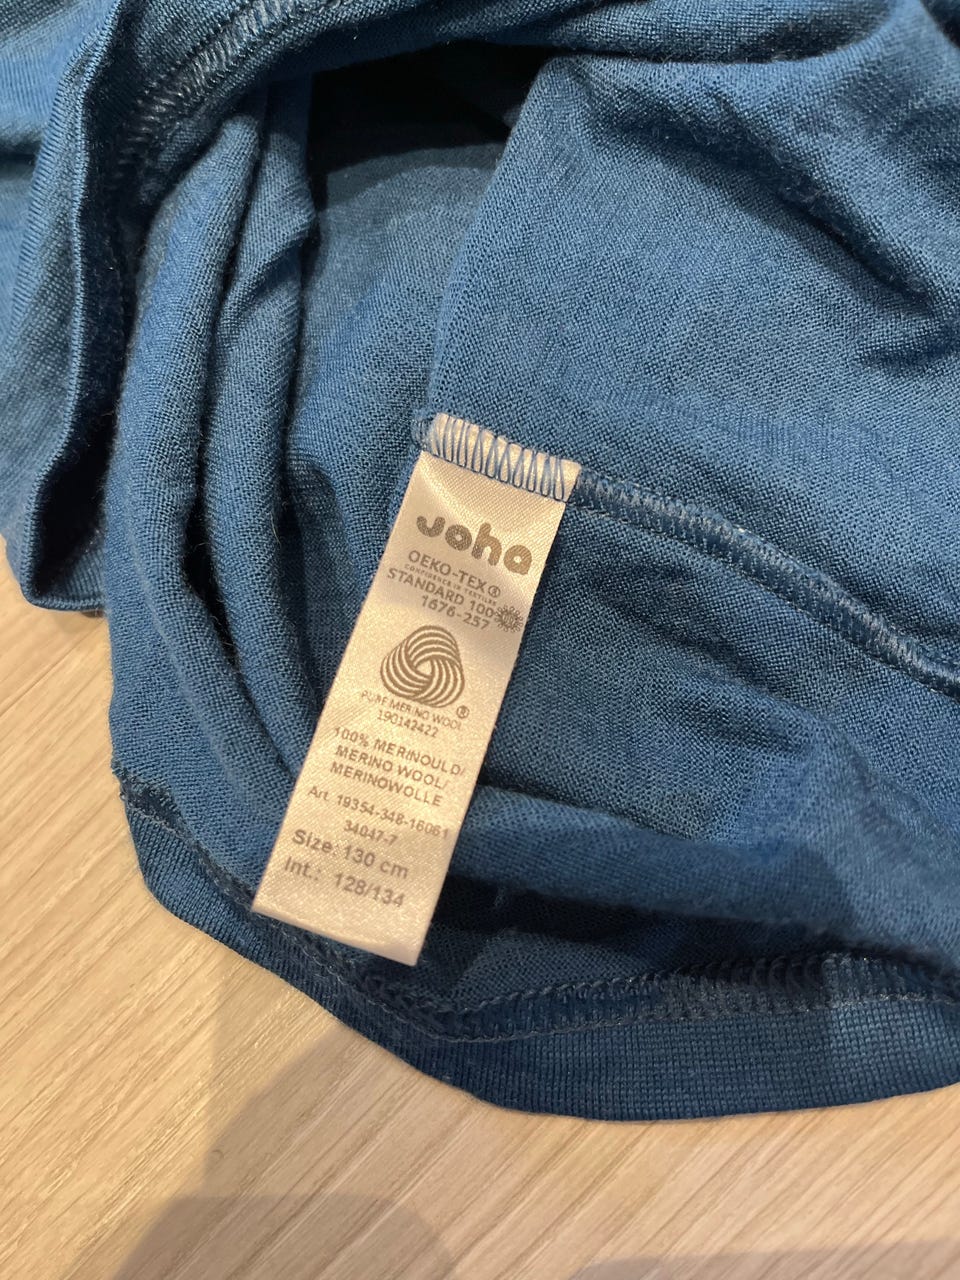 Joha
OEKO-TEX®
CONFIDENCE IN TEXTILES
STANDARD 100
1676-257
PURE MERINO WOOL
®
190142422
100% MERINOULD/
MERINO WOOL/
MERINOWOLLE
Art. 19354-348-16061
34047-7
Size: 130 cm
Int.: 128/134